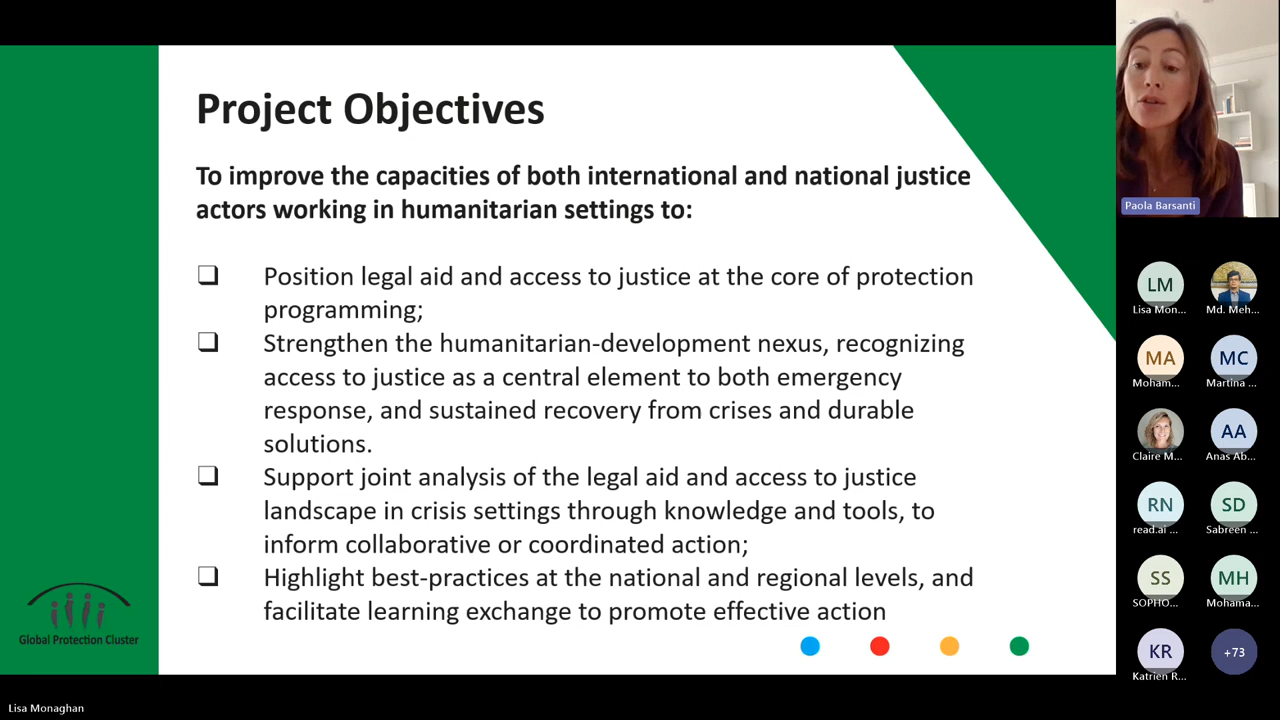 Project Objectives
To improve the capacities of both international and national justice
actors working in humanitarian settings to:
❑ Position legal aid and access to justice at the core of protection
programming;
❑ Strengthen the humanitarian-development nexus, recognizing
access to justice as a central element to both emergency
response, and sustained recovery from crises and durable
solutions.
❑ Support joint analysis of the legal aid and access to justice
landscape in crisis settings through knowledge and tools, to
inform collaborative or coordinated action;
❑ Highlight best-practices at the national and regional levels, and
facilitate learning exchange to promote effective action
Global Protection Cluster
Lisa Monaghan
Paola Barsanti
LM
Lisa Mon...
Md. Meh...
MA
Moham...
MC
Martina ...
Claire M...
AA
Anas Ab...
RN
read.ai ...
SD
Sabreen ...
SS
SOPHO...
MH
Mohama...
KR
Katrien R...
+73